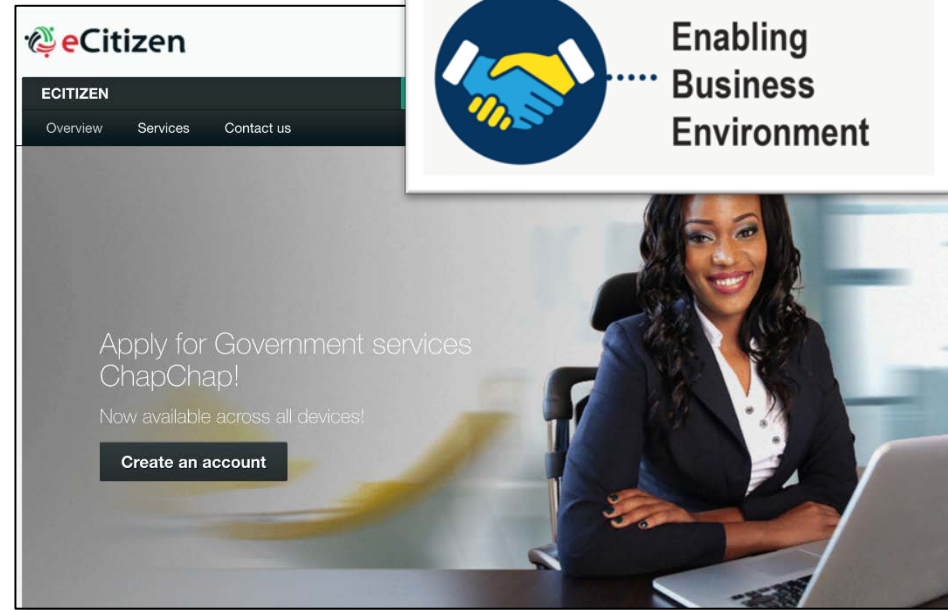 eCitizen
Enabling
Business
Environment
ECITIZEN
Overview Services Contact us
Apply for Government services
ChapChap!
Now available across all devices!
Create an account